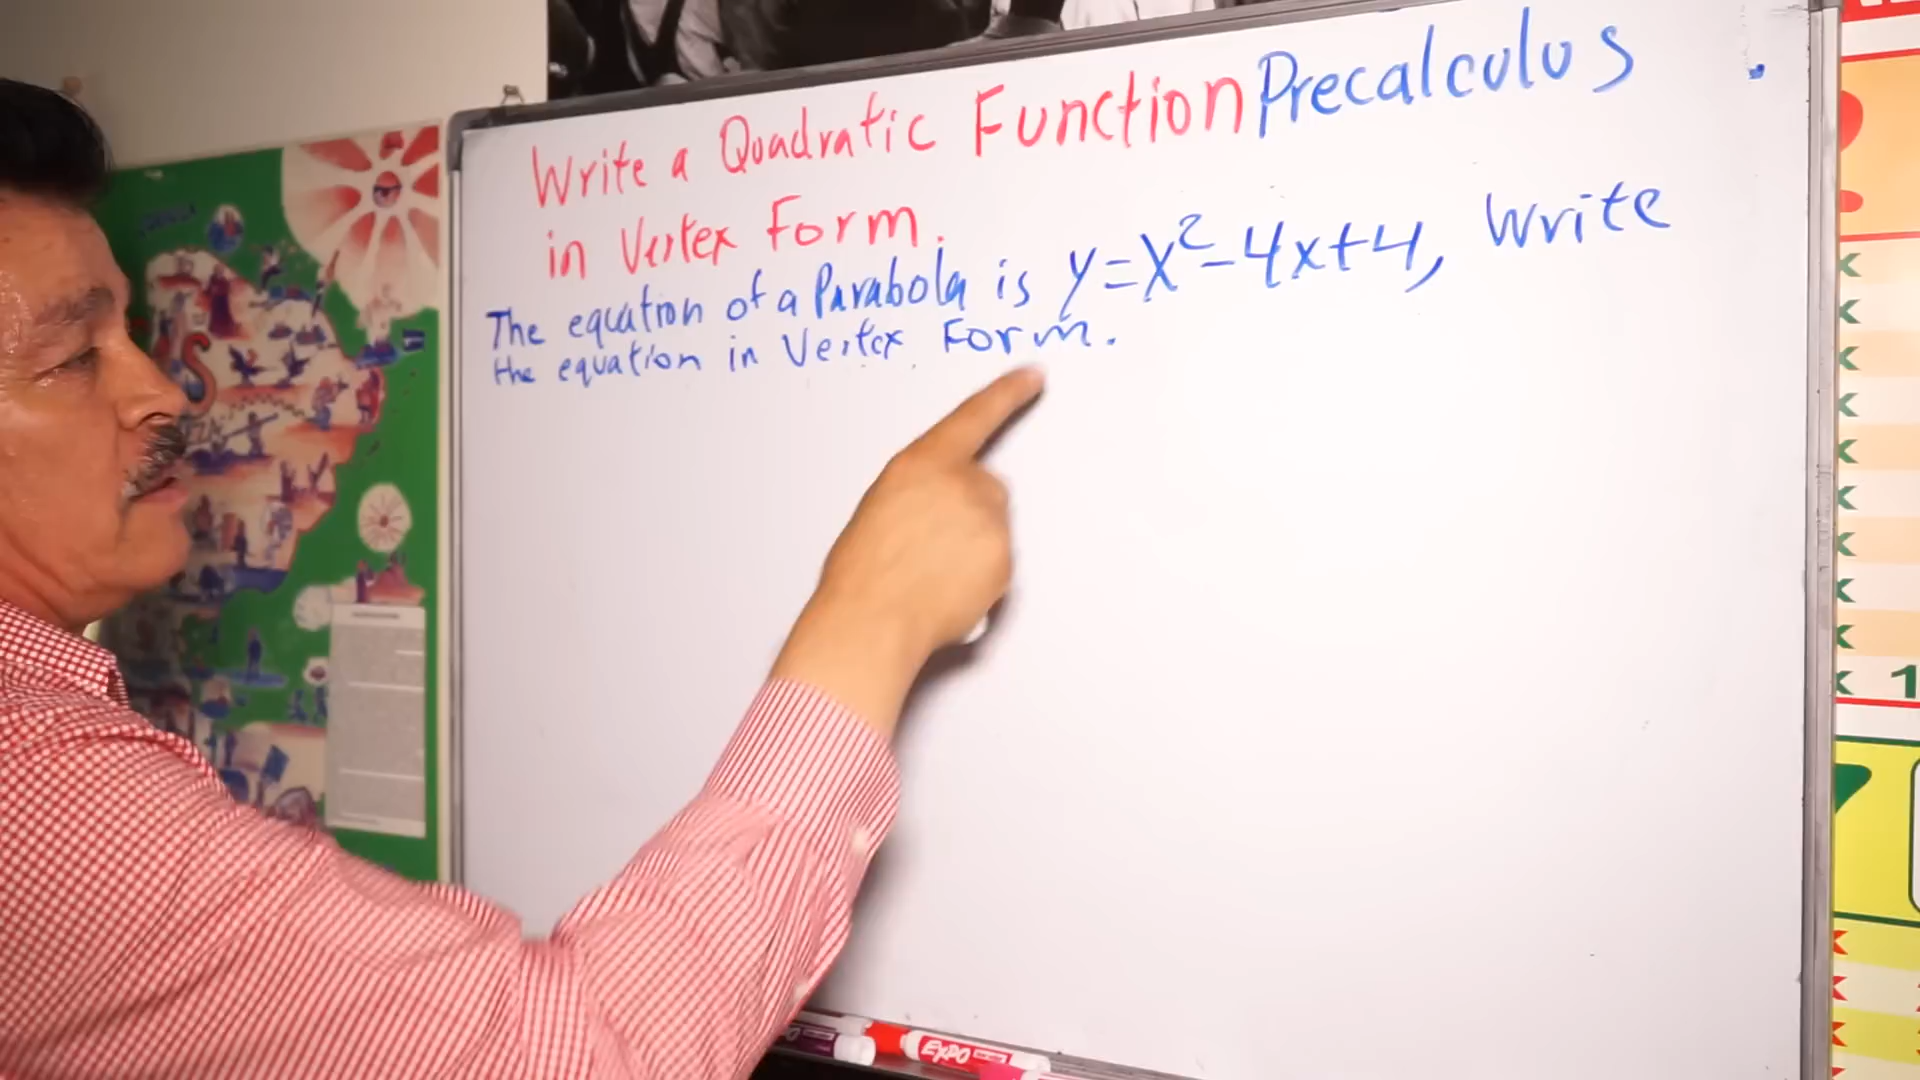 Write a Quadratic Function Precalculus
in Vertex Form.
The equation of a Parabola is y=x²-4x+4, Write
the equation in Vertex Form.
EXPO